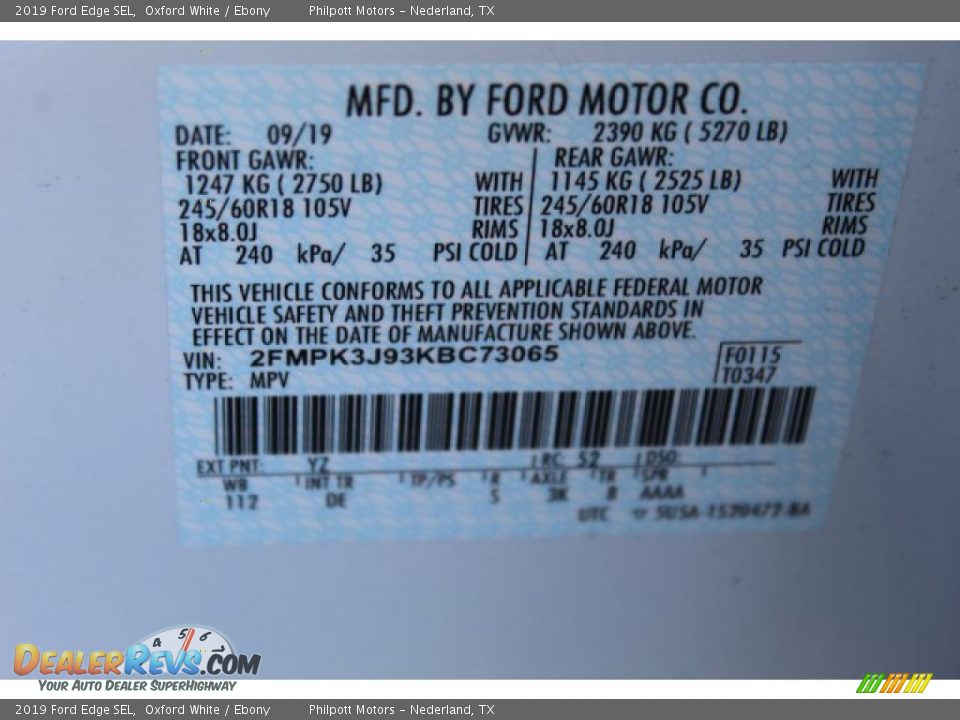 2019 Ford Edge SEL, Oxford White / Ebony Philpott Motors – Nederland, TX
MFD. BY FORD MOTOR CO.
DATE: 09/19 GVWR: 2390 KG ( 5270 LB)
FRONT GAWR: REAR GAWR:
1247 KG ( 2750 LB) WITH 1145 KG ( 2525 LB) WITH
245/60R18 105V TIRES 245/60R18 105V TIRES
18x8.0J RIMS 18x8.0J RIMS
AT 240 kPa/ 35 PSI COLD AT 240 kPa/ 35 PSI COLD
THIS VEHICLE CONFORMS TO ALL APPLICABLE FEDERAL MOTOR
VEHICLE SAFETY AND THEFT PREVENTION STANDARDS IN
EFFECT ON THE DATE OF MANUFACTURE SHOWN ABOVE.
VIN: 2FMPK3J93KBC73065 F0115
TYPE: MPV T0347
EXT PNT: YZ RC: 52 DSO:
WB INT TR TP/PS R AXLE TR SPR
112 DE S 3K 8 AAAA
UTC 5U5A-1520472-BA
4 5 6
DEALERREVS.COM
YOUR AUTO DEALER SUPERHIGHWAY
2019 Ford Edge SEL, Oxford White / Ebony Philpott Motors – Nederland, TX